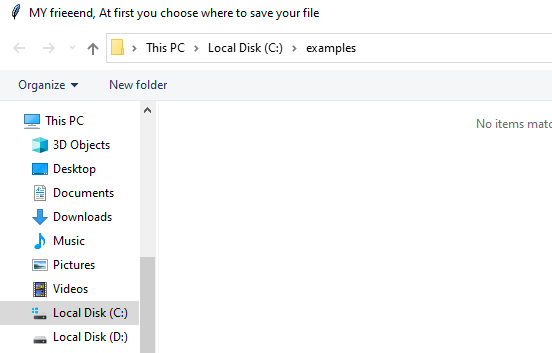 MY frieeend, At first you choose where to save your file
This PC > Local Disk (C:) > examples
Organize New folder
No items matc
This PC
3D Objects
Desktop
Documents
Downloads
Music
Pictures
Videos
Local Disk (C:)
Local Disk (D:)